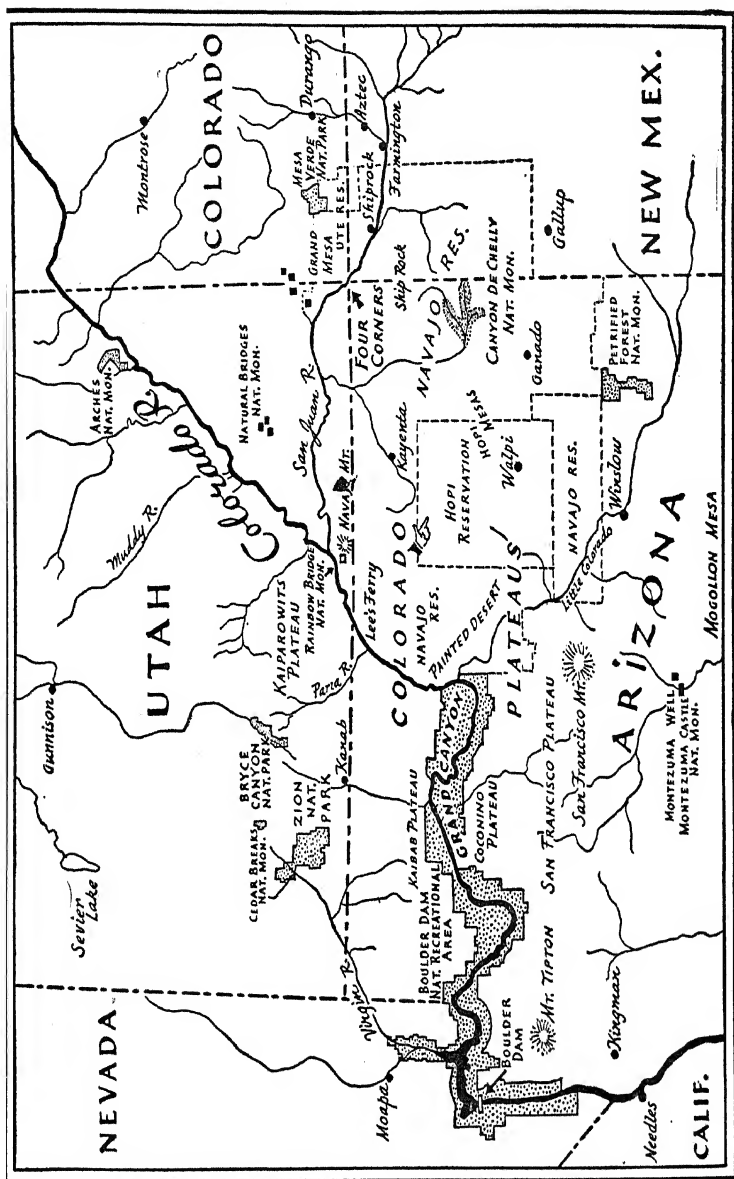 NEVADA
UTAH
COLORADO
NEW MEX.
ARIZONA
CALIF.
Sevier
Lake
Gunnison
Muddy R.
Colorado R.
ARCHES
NAT. MON.
Montrose
CEDAR BREAKS
NAT. MON.
BRYCE
CANYON
NAT. PARK
ZION
NAT.
PARK
KAIPAROWITS
PLATEAU
RAINBOW BRIDGE
NAT. MON.
NATURAL BRIDGES
NAT. MON.
San Juan R.
NAVAJO MT.
GRAND
MESA
UTE RES.
MESA
VERDE
NAT. PARK
Durango
Aztec
Moapa
Virgin R.
Kanab
Paria R.
Lee's Ferry
FOUR
CORNERS
Shiprock
Farmington
SHIP ROCK
BOULDER DAM
NAT. RECREATIONAL
AREA
KAIBAB PLATEAU
GRAND CANYON
COLORADO
PLATEAUS
NAVAJO
RES.
Kayenta
NAVAJO RES.
CANYON DE CHELLY
NAT. MON.
BOULDER
DAM
MT. TIPTON
COCONINO
PLATEAU
PAINTED DESERT
HOPI
RESERVATION
HOPI
MESAS
Walpi
Ganado
Gallup
Kingman
SAN FRANCISCO PLATEAU
San Francisco Mt.
Little Colorado
NAVAJO RES.
PETRIFIED
FOREST
NAT. MON.
Winslow
Needles
MONTEZUMA WELL
MONTEZUMA CASTLE
NAT. MON.
MOGOLLON MESA